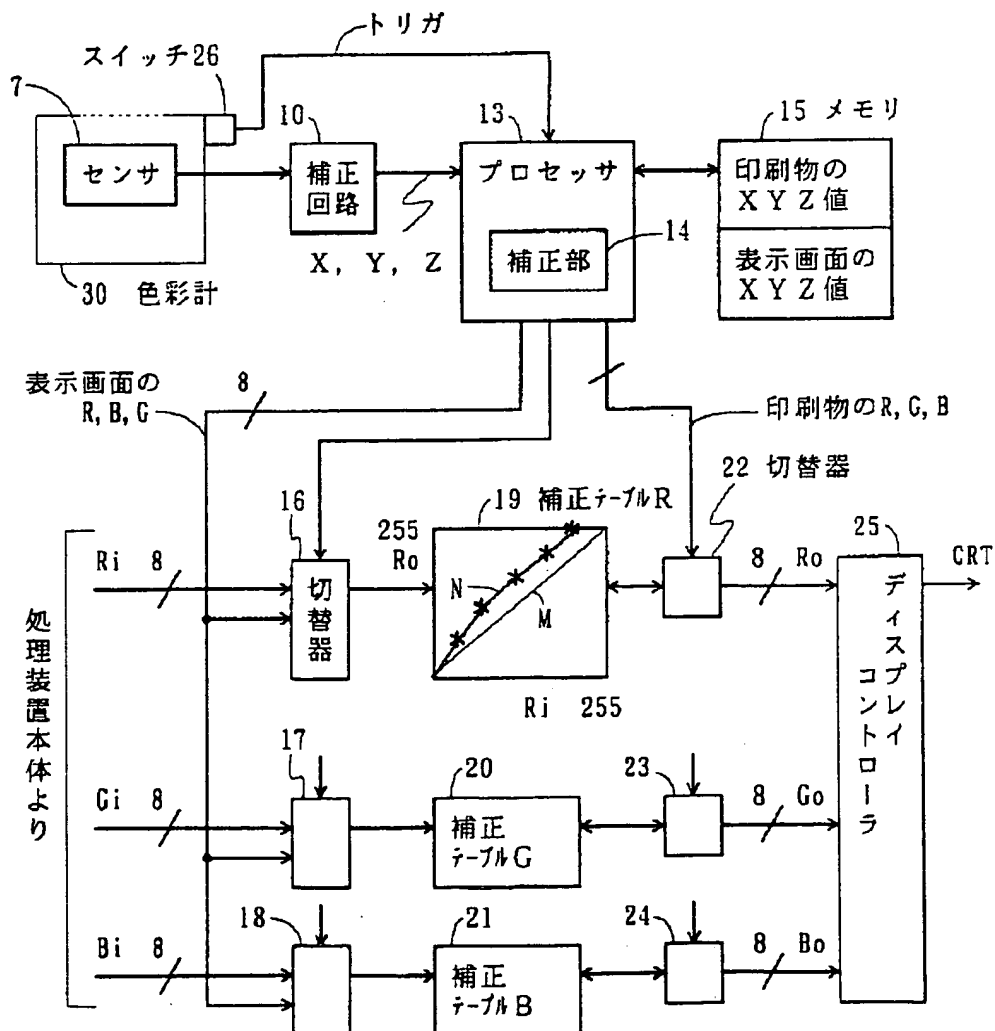 トリガ
スイッチ26
7
センサ
10
補正
回路
X, Y, Z
30 色彩計
13
プロセッサ
14
補正部
15 メモリ
印刷物の
XYZ値
表示画面の
XYZ値
表示画面の
R, B, G
8
印刷物のR, G, B
22 切替器
処理装置本体より
Ri 8
16
切替器
255
Ro
19 補正テーブルR
N
M
Ri 255
8 Ro
25
ディスプレイ
コントローラ
CRT
Gi 8
17
20
補正
テーブルG
23
8 Go
Bi 8
18
21
補正
テーブルB
24
8 Bo